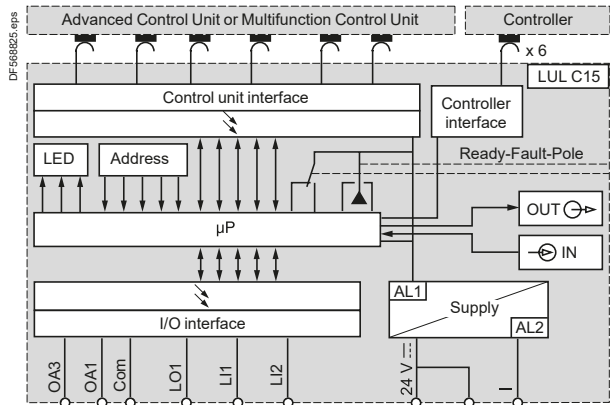 DF568825.eps
Advanced Control Unit or Multifunction Control Unit
Controller
x 6
LUL C15
Control unit interface
Controller
interface
LED
Address
Ready-Fault-Pole
µP
OUT
IN
AL1
Supply
AL2
I/O interface
OA3
OA1
Com
LO1
LI1
LI2
24 V
I